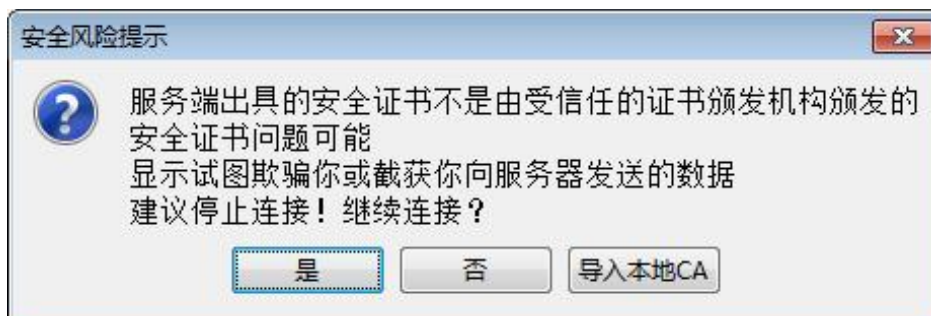 安全风险提示
服务端出具的安全证书不是由受信任的证书颁发机构颁发的
安全证书问题可能
显示试图欺骗你或截获你向服务器发送的数据
建议停止连接！继续连接？
是 否 导入本地CA